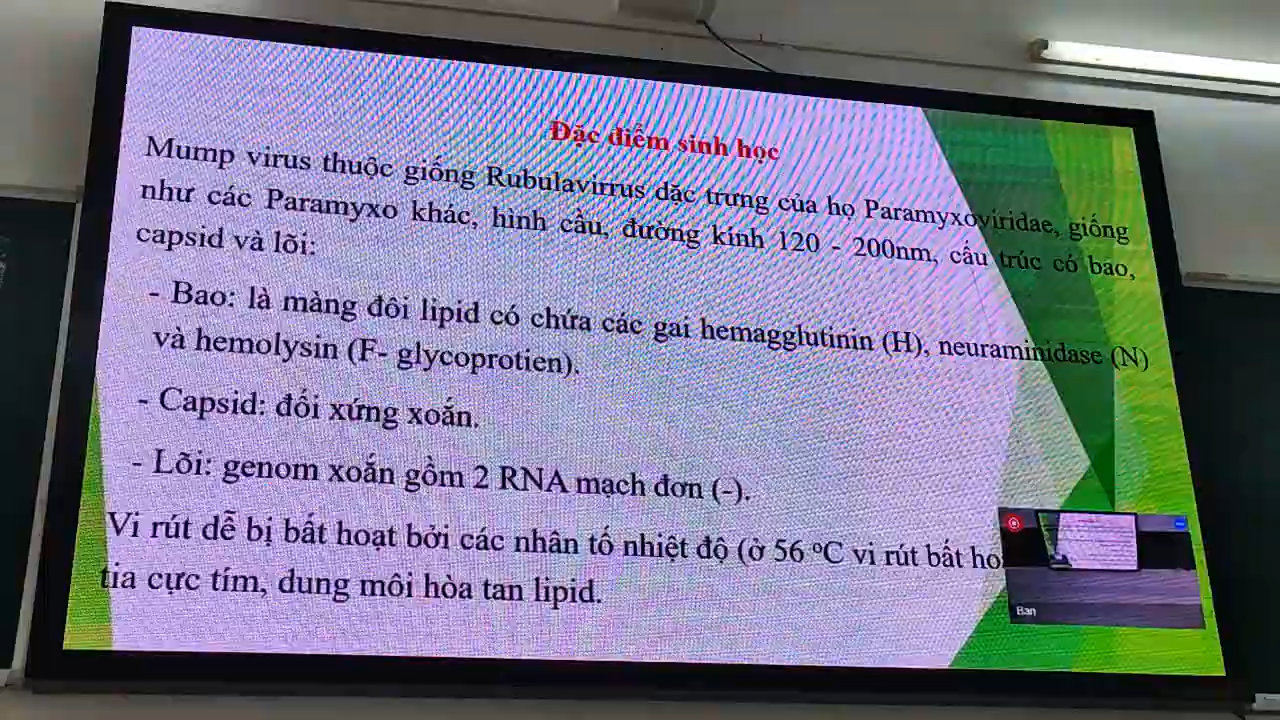 Đặc điểm sinh học
Mump virus thuộc giống Rubulavirrus dặc trưng của họ Paramyxoviridae, giống
như các Paramyxo khác, hình cầu, đường kính 120 - 200nm, cấu trúc có bao,
capsid và lõi:
- Bao: là màng đôi lipid có chứa các gai hemagglutinin (H), neuraminidase (N)
và hemolysin (F- glycoprotien).
- Capsid: đối xứng xoắn.
- Lõi: genom xoắn gồm 2 RNA mạch đơn (-).
Vi rút dễ bị bất hoạt bởi các nhân tố nhiệt độ (ở 56 °C vi rút bất
tia cực tím, dung môi hòa tan lipid.
Ban